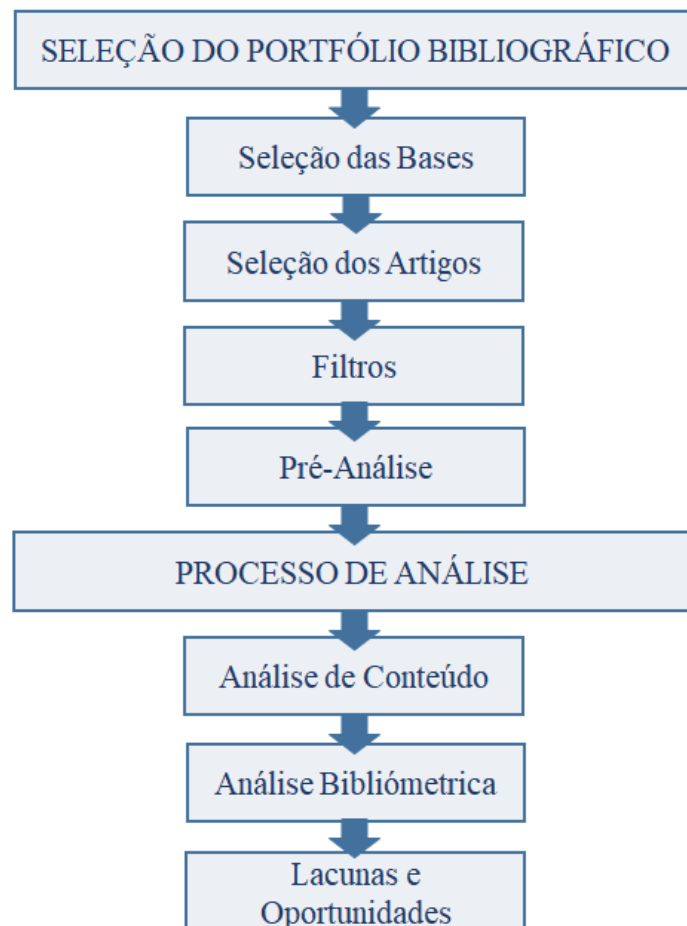 SELEÇÃO DO PORTFÓLIO BIBLIOGRÁFICO
Seleção das Bases
Seleção dos Artigos
Filtros
Pré-Análise
PROCESSO DE ANÁLISE
Análise de Conteúdo
Análise Bibliómetrica
Lacunas e
Oportunidades